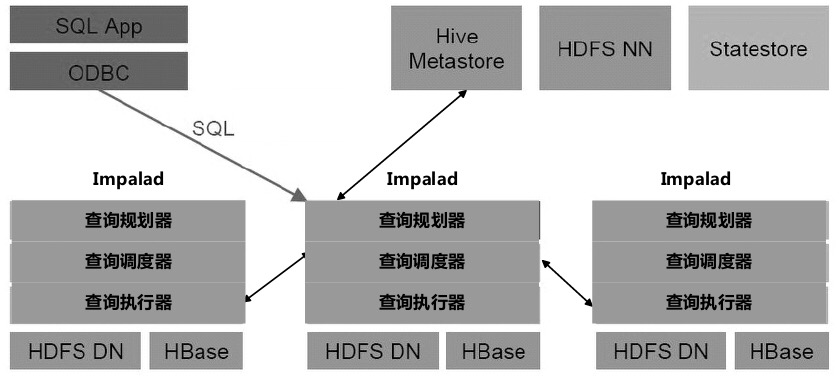 SQL App
ODBC
Hive
Metastore
HDFS NN
Statestore
SQL
Impalad
Impalad
Impalad
查询规划器
查询规划器
查询规划器
查询调度器
查询调度器
查询调度器
查询执行器
查询执行器
查询执行器
HDFS DN
HBase
HDFS DN
HBase
HDFS DN
HBase